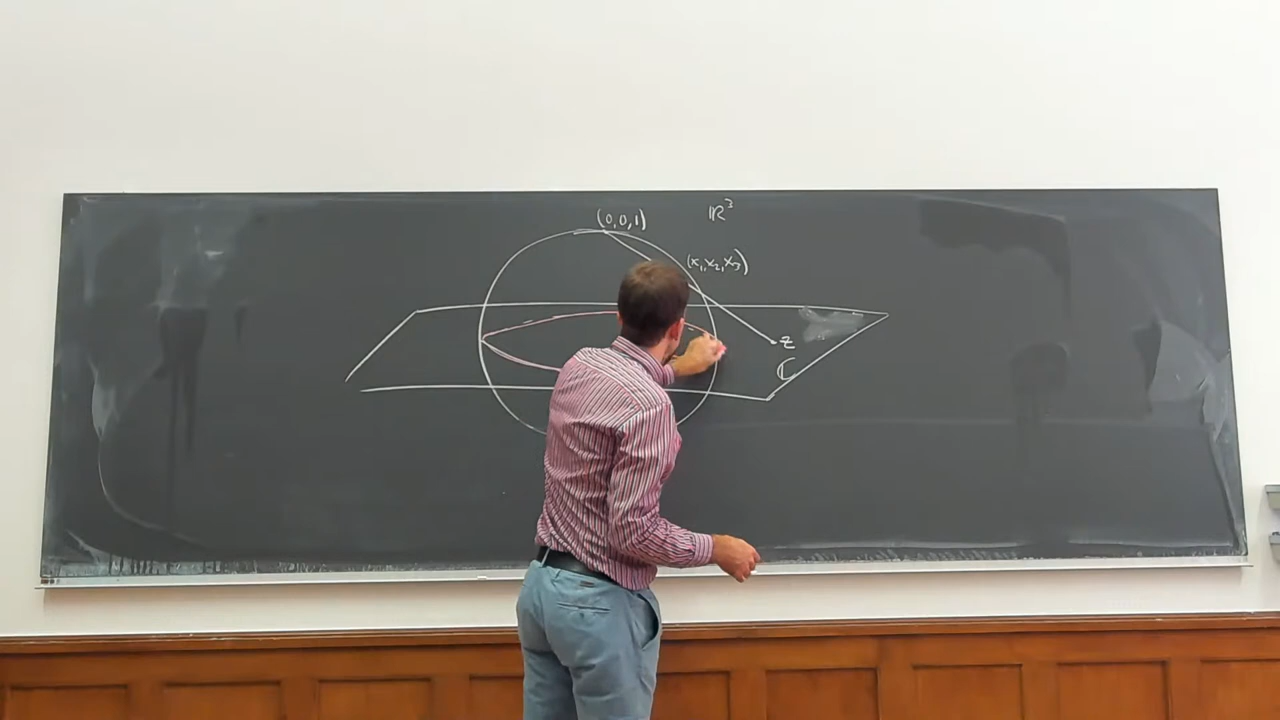 (0,0,1)
ℝ³
(x₁,x₂,x₃)
z
ℂ